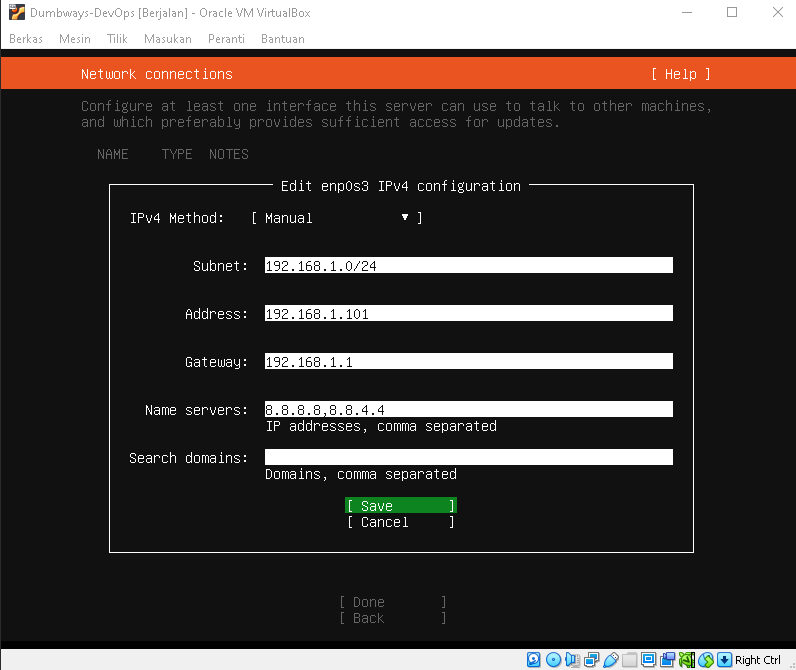 Dumbways-DevOps [Berjalan] - Oracle VM VirtualBox
Berkas Mesin Tilik Masukan Peranti Bantuan
Network connections [ Help ]
Configure at least one interface this server can use to talk to other machines,
and which preferably provides sufficient access for updates.
NAME TYPE NOTES
Edit enp0s3 IPv4 configuration
IPv4 Method: [ Manual ▾ ]
Subnet: 192.168.1.0/24
Address: 192.168.1.101
Gateway: 192.168.1.1
Name servers: 8.8.8.8,8.8.4.4
IP addresses, comma separated
Search domains:
Domains, comma separated
[ Save ]
[ Cancel ]
[ Done ]
[ Back ]
Right Ctrl